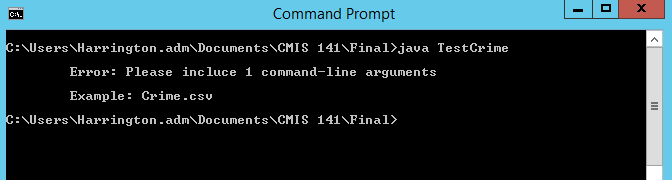 Command Prompt
C:\Users\Harrington.adm\Documents\CMIS 141\Final>java TestCrime
Error: Please incluce 1 command-line arguments
Example: Crime.csv
C:\Users\Harrington.adm\Documents\CMIS 141\Final>